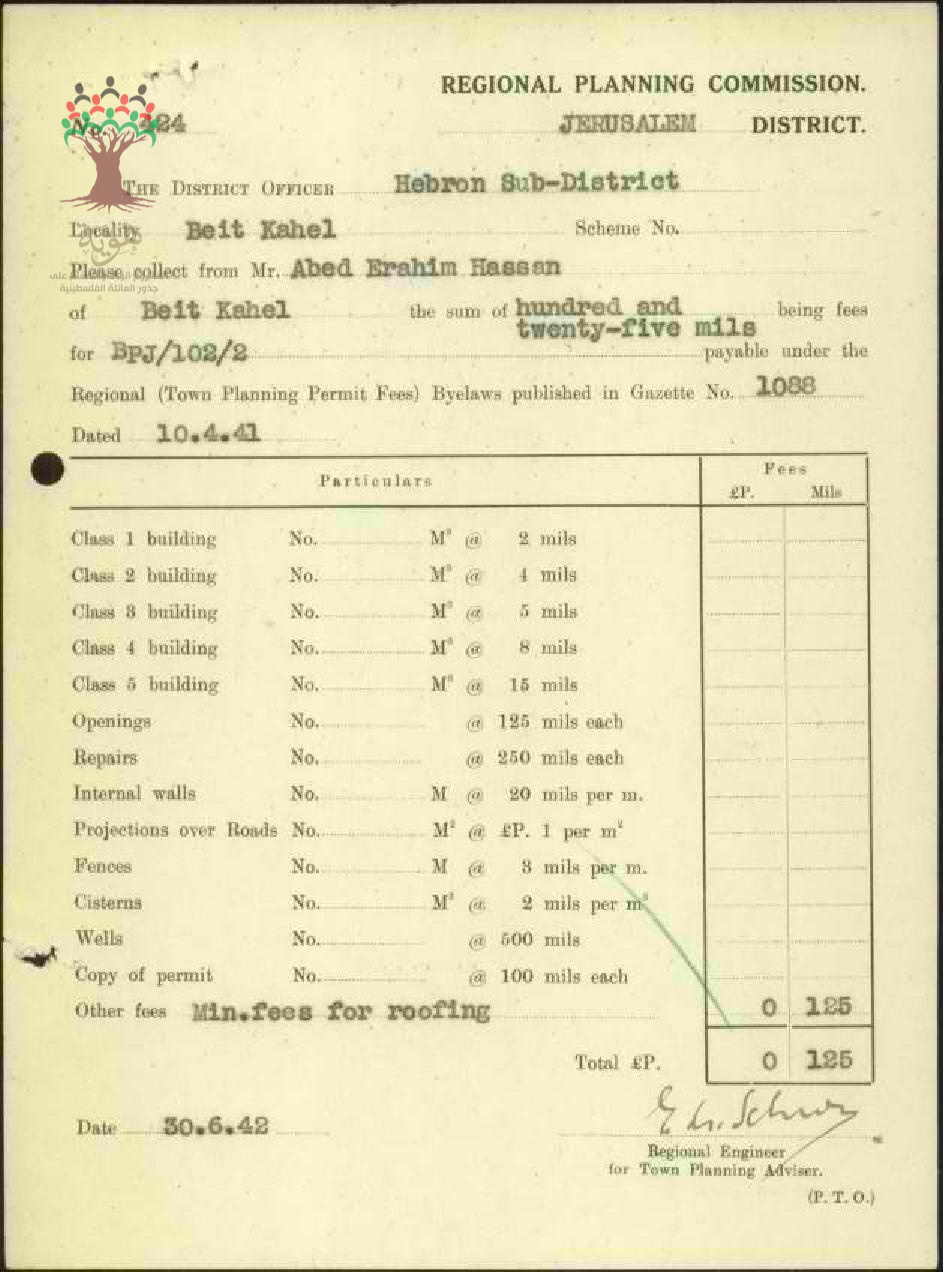 REGIONAL PLANNING COMMISSION.
No. 424 JERUSALEM DISTRICT.
THE DISTRICT OFFICER Hebron Sub-District
Locality Beit Kahel Scheme No.
هوية
Please collect from Mr. Abed Erahim Hassan
جذور العائلة الفلسطينية
of Beit Kahel the sum of hundred and twenty-five mils being fees
for BPJ/102/2 payable under the
Regional (Town Planning Permit Fees) Byelaws published in Gazette No. 1088
Dated 10.4.41
Particulars Fees
£P. Mils
Class 1 building No. M³ @ 2 mils
Class 2 building No. M³ @ 4 mils
Class 3 building No. M³ @ 5 mils
Class 4 building No. M³ @ 8 mils
Class 5 building No. M³ @ 15 mils
Openings No. @ 125 mils each
Repairs No. @ 250 mils each
Internal walls No. M @ 20 mils per m.
Projections over Roads No. M² @ £P. 1 per m²
Fences No. M @ 3 mils per m.
Cisterns No. M³ @ 2 mils per m³
Wells No. @ 500 mils
Copy of permit No. @ 100 mils each
Other fees Min.fees for roofing 0 125
Total £P. 0 125
Date 30.6.42
Regional Engineer
for Town Planning Adviser.
(P. T. O.)